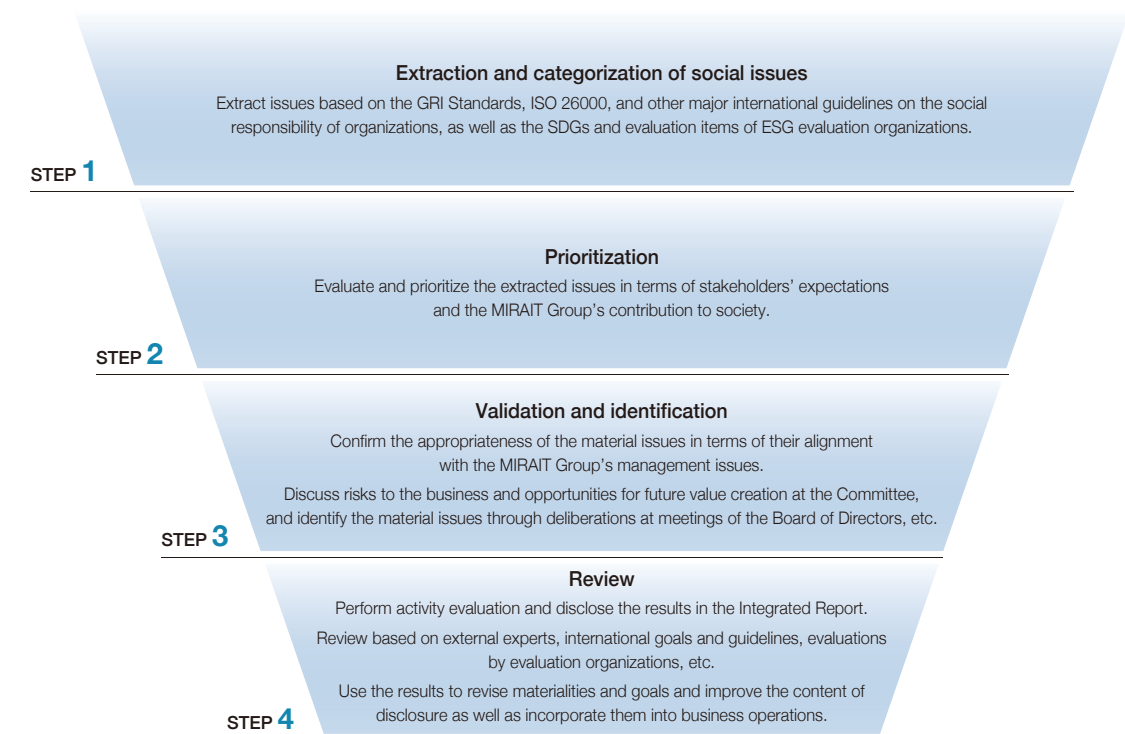 Extraction and categorization of social issues
Extract issues based on the GRI Standards, ISO 26000, and other major international guidelines on the social
responsibility of organizations, as well as the SDGs and evaluation items of ESG evaluation organizations.
STEP 1
Prioritization
Evaluate and prioritize the extracted issues in terms of stakeholders' expectations
and the MIRAIT Group's contribution to society.
STEP 2
Validation and identification
Confirm the appropriateness of the material issues in terms of their alignment
with the MIRAIT Group's management issues.
Discuss risks to the business and opportunities for future value creation at the Committee,
and identify the material issues through deliberations at meetings of the Board of Directors, etc.
STEP 3
Review
Perform activity evaluation and disclose the results in the Integrated Report.
Review based on external experts, international goals and guidelines, evaluations
by evaluation organizations, etc.
Use the results to revise materialities and goals and improve the content of
disclosure as well as incorporate them into business operations.
STEP 4